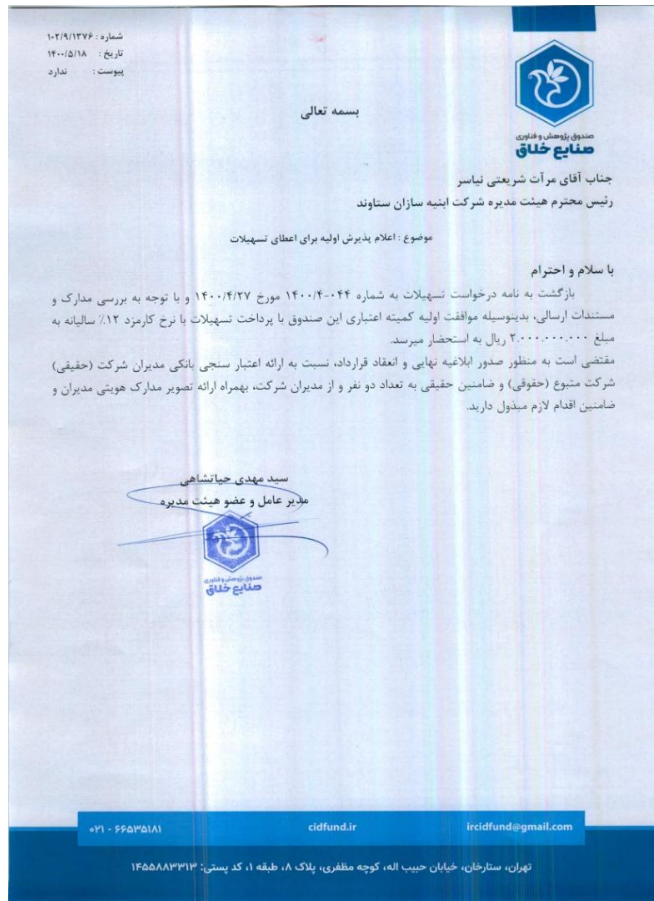 شماره : ۱۰۲/۹/۱۳۷۶
تاریخ : ۱۴۰۰/۵/۱۸
پیوست : ندارد
صندوق پژوهش و فناوری
صنایع خلاق
بسمه تعالی
جناب آقای مرآت شریعتی نیاسر
رئیس محترم هیئت مدیره شرکت ابنیه سازان ستاوند
موضوع : اعلام پذیرش اولیه برای اعطای تسهیلات
با سلام و احترام
بازگشت به نامه درخواست تسهیلات به شماره ۰۴۴-۱۴۰۰/۴ مورخ ۱۴۰۰/۴/۲۷ و با توجه به بررسی مدارک و
مستندات ارسالی، بدینوسیله موافقت اولیه کمیته اعتباری این صندوق با پرداخت تسهیلات با نرخ کارمزد ۱۲٪ سالیانه به
مبلغ ۲.۰۰۰.۰۰۰.۰۰۰ ریال به استحضار میرسد.
مقتضی است به منظور صدور ابلاغیه نهایی و انعقاد قرارداد، نسبت به ارائه اعتبار سنجی بانکی مدیران شرکت (حقیقی)
شرکت متبوع (حقوقی) و ضامنین حقیقی به تعداد دو نفر و از مدیران شرکت، بهمراه ارائه تصویر مدارک هویتی مدیران و
ضامنین اقدام لازم مبذول دارید.
سید مهدی حیاتشاهی
مدیر عامل و عضو هیئت مدیره
صندوق پژوهش و فناوری
صنایع خلاق
۰۲۱ - ۶۶۵۳۵۱۸۱
cidfund.ir
ircidfund@gmail.com
تهران، ستارخان، خیابان حبیب اله، کوچه مظفری، پلاک ۸، طبقه ۱، کد پستی: ۱۴۵۵۸۸۳۳۱۳